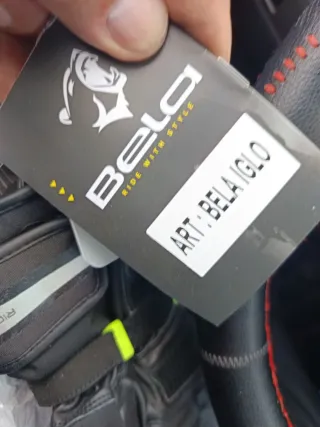 Bela
RIDE WITH STYLE
ART: BELA IGLO